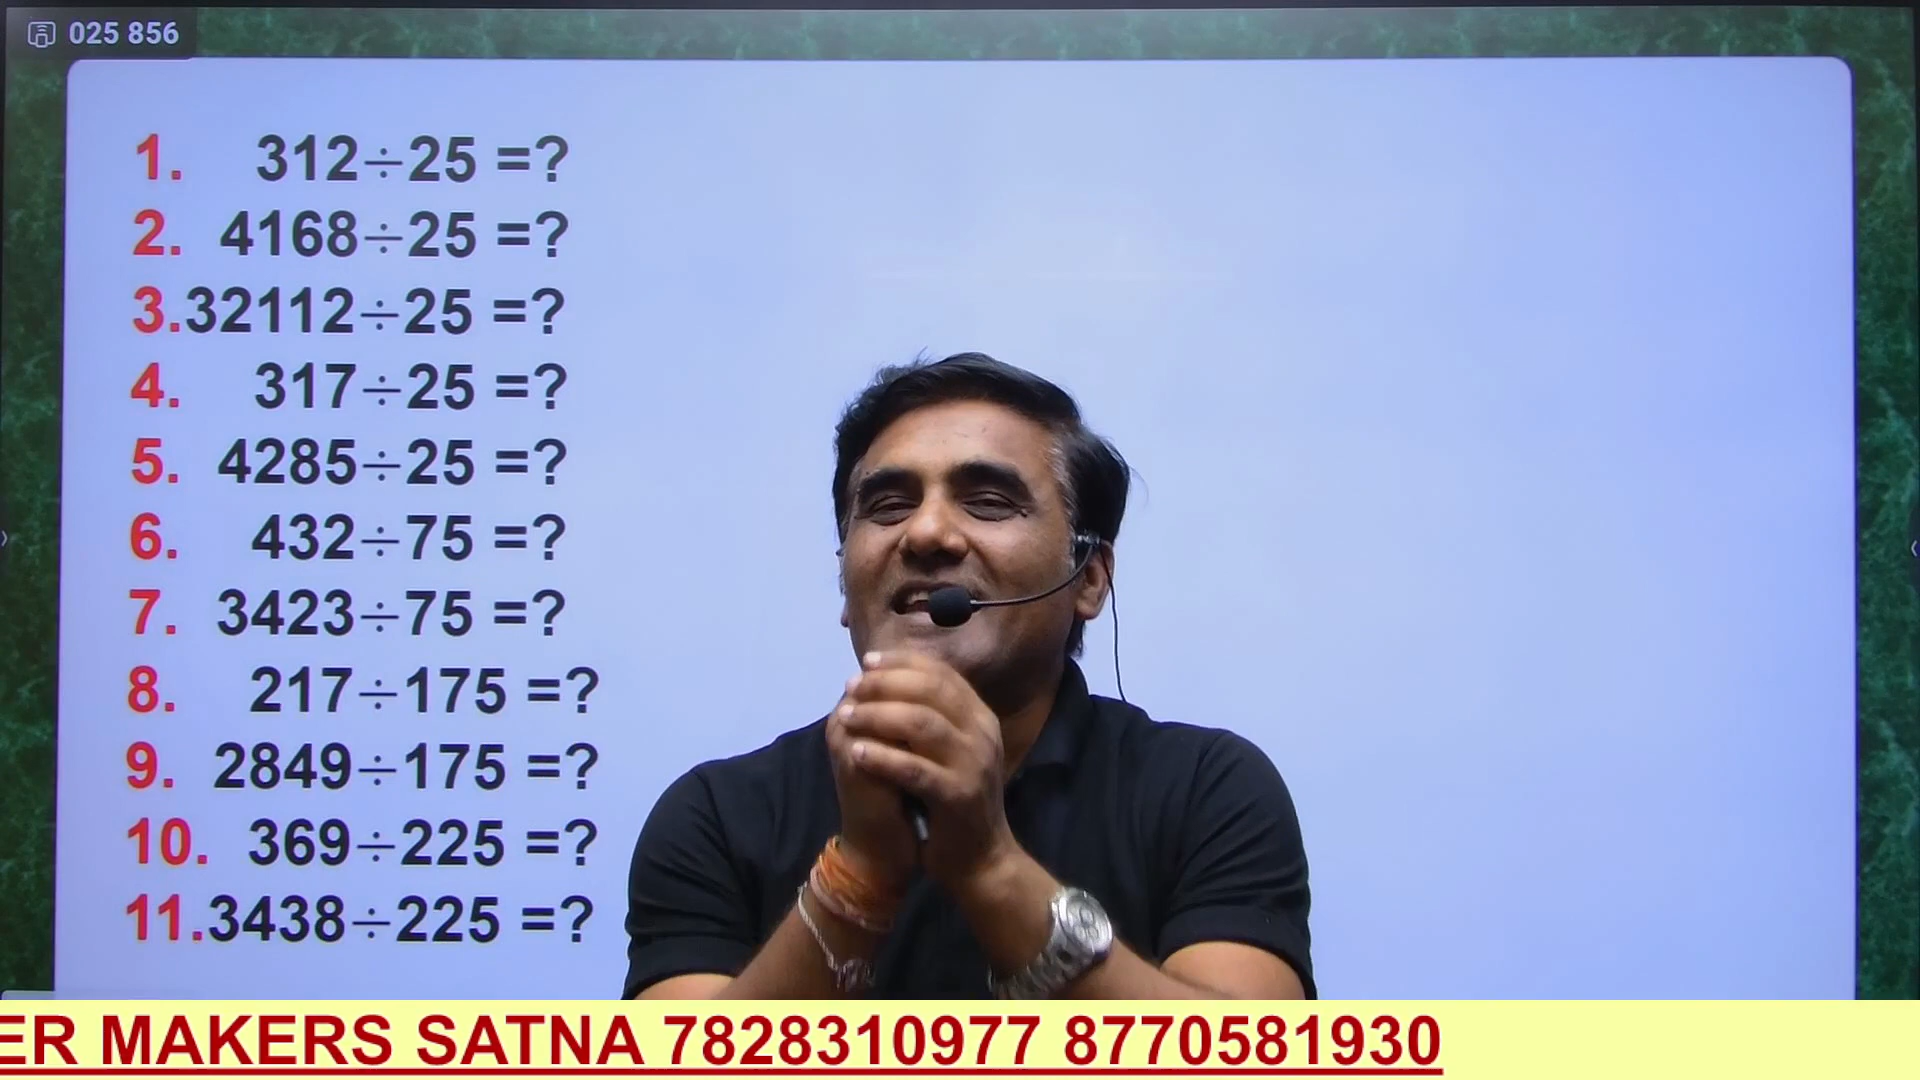 025 856
1. 312÷25 =?
2. 4168÷25 =?
3.32112÷25 =?
4. 317÷25 =?
5. 4285÷25 =?
6. 432÷75 =?
7. 3423÷75 =?
8. 217÷175 =?
9. 2849÷175 =?
10. 369÷225 =?
11.3438÷225 =?
ER MAKERS SATNA 7828310977 8770581930